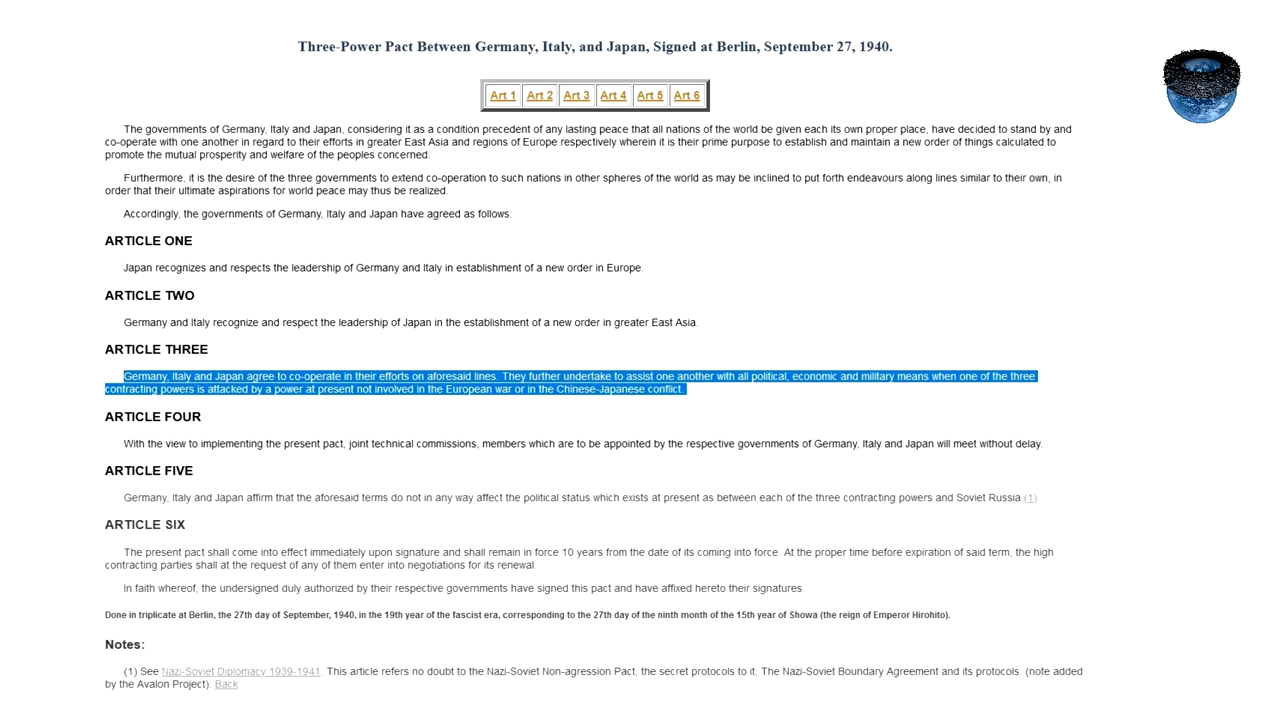 Three-Power Pact Between Germany, Italy, and Japan, Signed at Berlin, September 27, 1940.
Art 1 Art 2 Art 3 Art 4 Art 5 Art 6
The governments of Germany, Italy and Japan, considering it as a condition precedent of any lasting peace that all nations of the world be given each its own proper place, have decided to stand by and
co-operate with one another in regard to their efforts in greater East Asia and regions of Europe respectively wherein it is their prime purpose to establish and maintain a new order of things calculated to
promote the mutual prosperity and welfare of the peoples concerned.
Furthermore, it is the desire of the three governments to extend co-operation to such nations in other spheres of the world as may be inclined to put forth endeavours along lines similar to their own, in
order that their ultimate aspirations for world peace may thus be realized.
Accordingly, the governments of Germany, Italy and Japan have agreed as follows:
ARTICLE ONE
Japan recognizes and respects the leadership of Germany and Italy in establishment of a new order in Europe.
ARTICLE TWO
Germany and Italy recognize and respect the leadership of Japan in the establishment of a new order in greater East Asia.
ARTICLE THREE
Germany, Italy and Japan agree to co-operate in their efforts on aforesaid lines. They further undertake to assist one another with all political, economic and military means when one of the three
contracting powers is attacked by a power at present not involved in the European war or in the Chinese-Japanese conflict.
ARTICLE FOUR
With the view to implementing the present pact, joint technical commissions, members which are to be appointed by the respective governments of Germany, Italy and Japan will meet without delay.
ARTICLE FIVE
Germany, Italy and Japan affirm that the aforesaid terms do not in any way affect the political status which exists at present as between each of the three contracting powers and Soviet Russia.(1)
ARTICLE SIX
The present pact shall come into effect immediately upon signature and shall remain in force 10 years from the date of its coming into force. At the proper time before expiration of said term, the high
contracting parties shall at the request of any of them enter into negotiations for its renewal.
In faith whereof, the undersigned duly authorized by their respective governments have signed this pact and have affixed hereto their signatures.
Done in triplicate at Berlin, the 27th day of September, 1940, in the 19th year of the fascist era, corresponding to the 27th day of the ninth month of the 15th year of Showa (the reign of Emperor Hirohito).
Notes:
(1) See Nazi-Soviet Diplomacy 1939-1941. This article refers no doubt to the Nazi-Soviet Non-agression Pact, the secret protocols to it, The Nazi-Soviet Boundary Agreement and its protocols. (note added
by the Avalon Project). Back